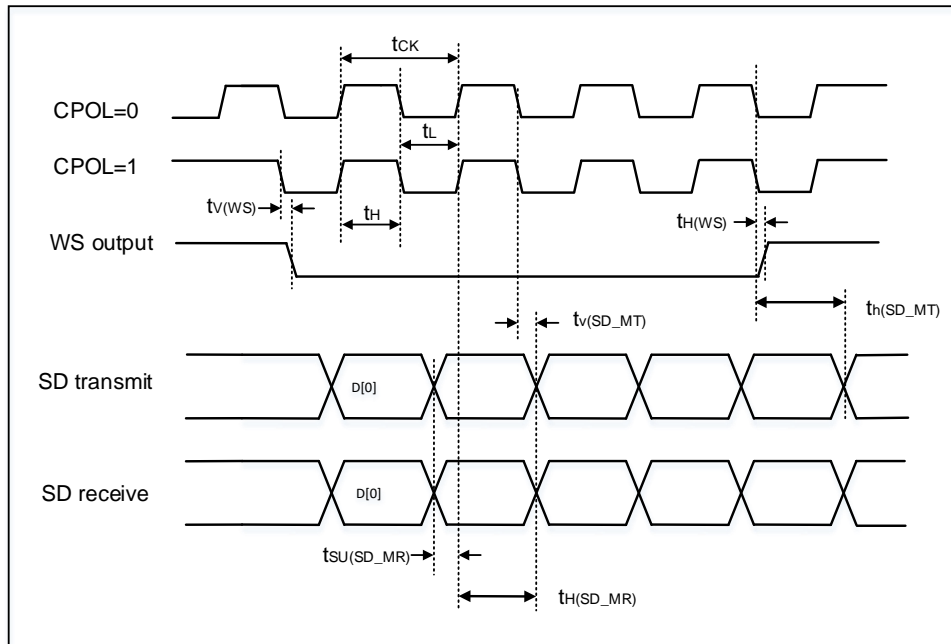 tCK
CPOL=0
tL
CPOL=1
tV(WS)
tH
tH(WS)
WS output
th(SD_MT)
tv(SD_MT)
SD transmit
D[0]
SD receive
D[0]
tSU(SD_MR)
tH(SD_MR)